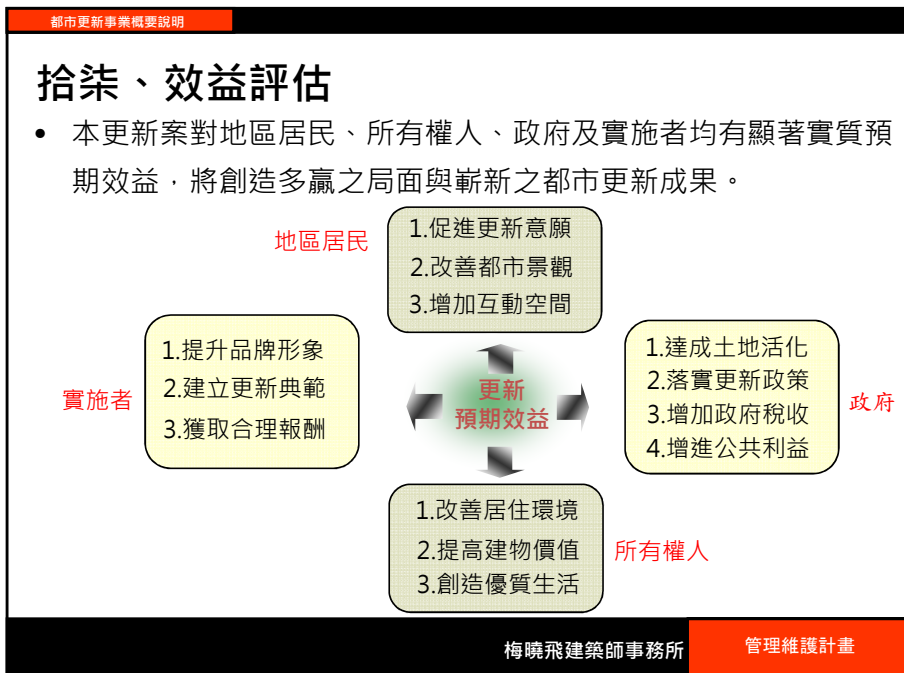 都市更新事業概要說明
拾柒、效益評估
• 本更新案對地區居民、所有權人、政府及實施者均有顯著實質預
期效益，將創造多贏之局面與嶄新之都市更新成果。
地區居民
1.促進更新意願
2.改善都市景觀
3.增加互動空間
實施者
1.提升品牌形象
2.建立更新典範
3.獲取合理報酬
更新
預期效益
1.達成土地活化
2.落實更新政策
3.增加政府稅收
4.增進公共利益
政府
1.改善居住環境
2.提高建物價值
3.創造優質生活
所有權人
梅曉飛建築師事務所
管理維護計畫